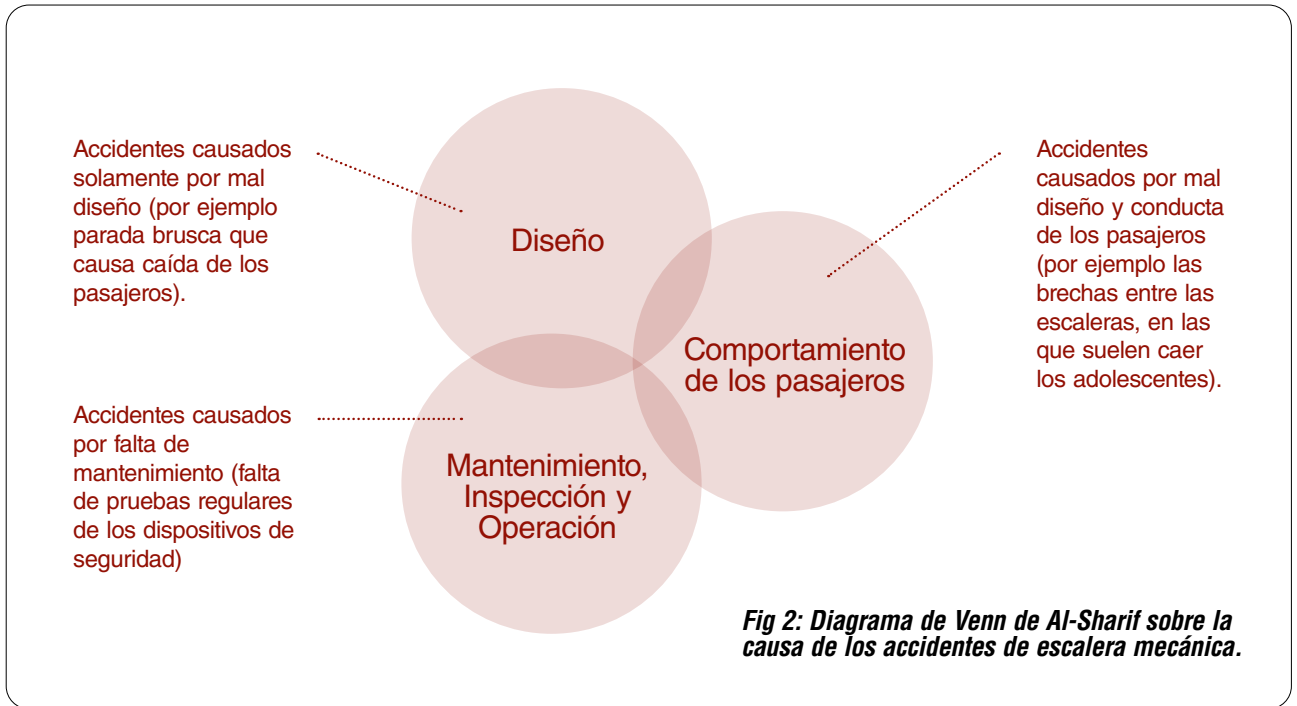 Accidentes causados
solamente por mal
diseño (por ejemplo
parada brusca que
causa caída de los
pasajeros).
Diseño
Accidentes
causados por mal
diseño y conducta
de los pasajeros
(por ejemplo las
brechas entre las
escaleras, en las
que suelen caer
los adolescentes).
Comportamiento
de los pasajeros
Accidentes causados
por falta de
mantenimiento (falta
de pruebas regulares
de los dispositivos de
seguridad)
Mantenimiento,
Inspección y
Operación
Fig 2: Diagrama de Venn de Al-Sharif sobre la
causa de los accidentes de escalera mecánica.